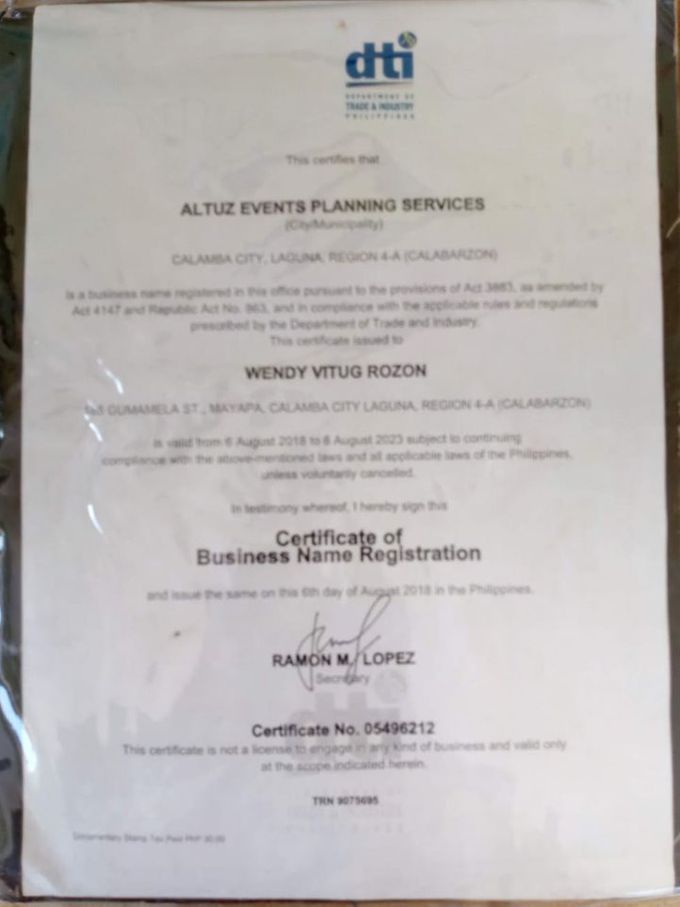 dti
DEPARTMENT OF
TRADE & INDUSTRY
PHILIPPINES
This certifies that
ALTUZ EVENTS PLANNING SERVICES
(City/Municipality)
CALAMBA CITY, LAGUNA, REGION 4-A (CALABARZON)
is a business name registered in this office pursuant to the provisions of Act 3883, as amended by
Act 4147 and Republic Act No. 863, and in compliance with the applicable rules and regulations
prescribed by the Department of Trade and Industry.
This certificate issued to
WENDY VITUG ROZON
GUMAMELA ST., MAYAPA, CALAMBA CITY LAGUNA, REGION 4-A (CALABARZON)
is valid from 6 August 2018 to 6 August 2023 subject to continuing
compliance with the above-mentioned laws and all applicable laws of the Philippines,
unless voluntarily cancelled.
In testimony whereof, I hereby sign this
Certificate of
Business Name Registration
and issue the same on this 6th day of August 2018 in the Philippines.
RAMON M. LOPEZ
Secretary
Certificate No. 05496212
This certificate is not a license to engage in any kind of business and valid only
at the scope indicated herein.
TRN 9075695
Documentary Stamp Tax Paid PHP 30.00